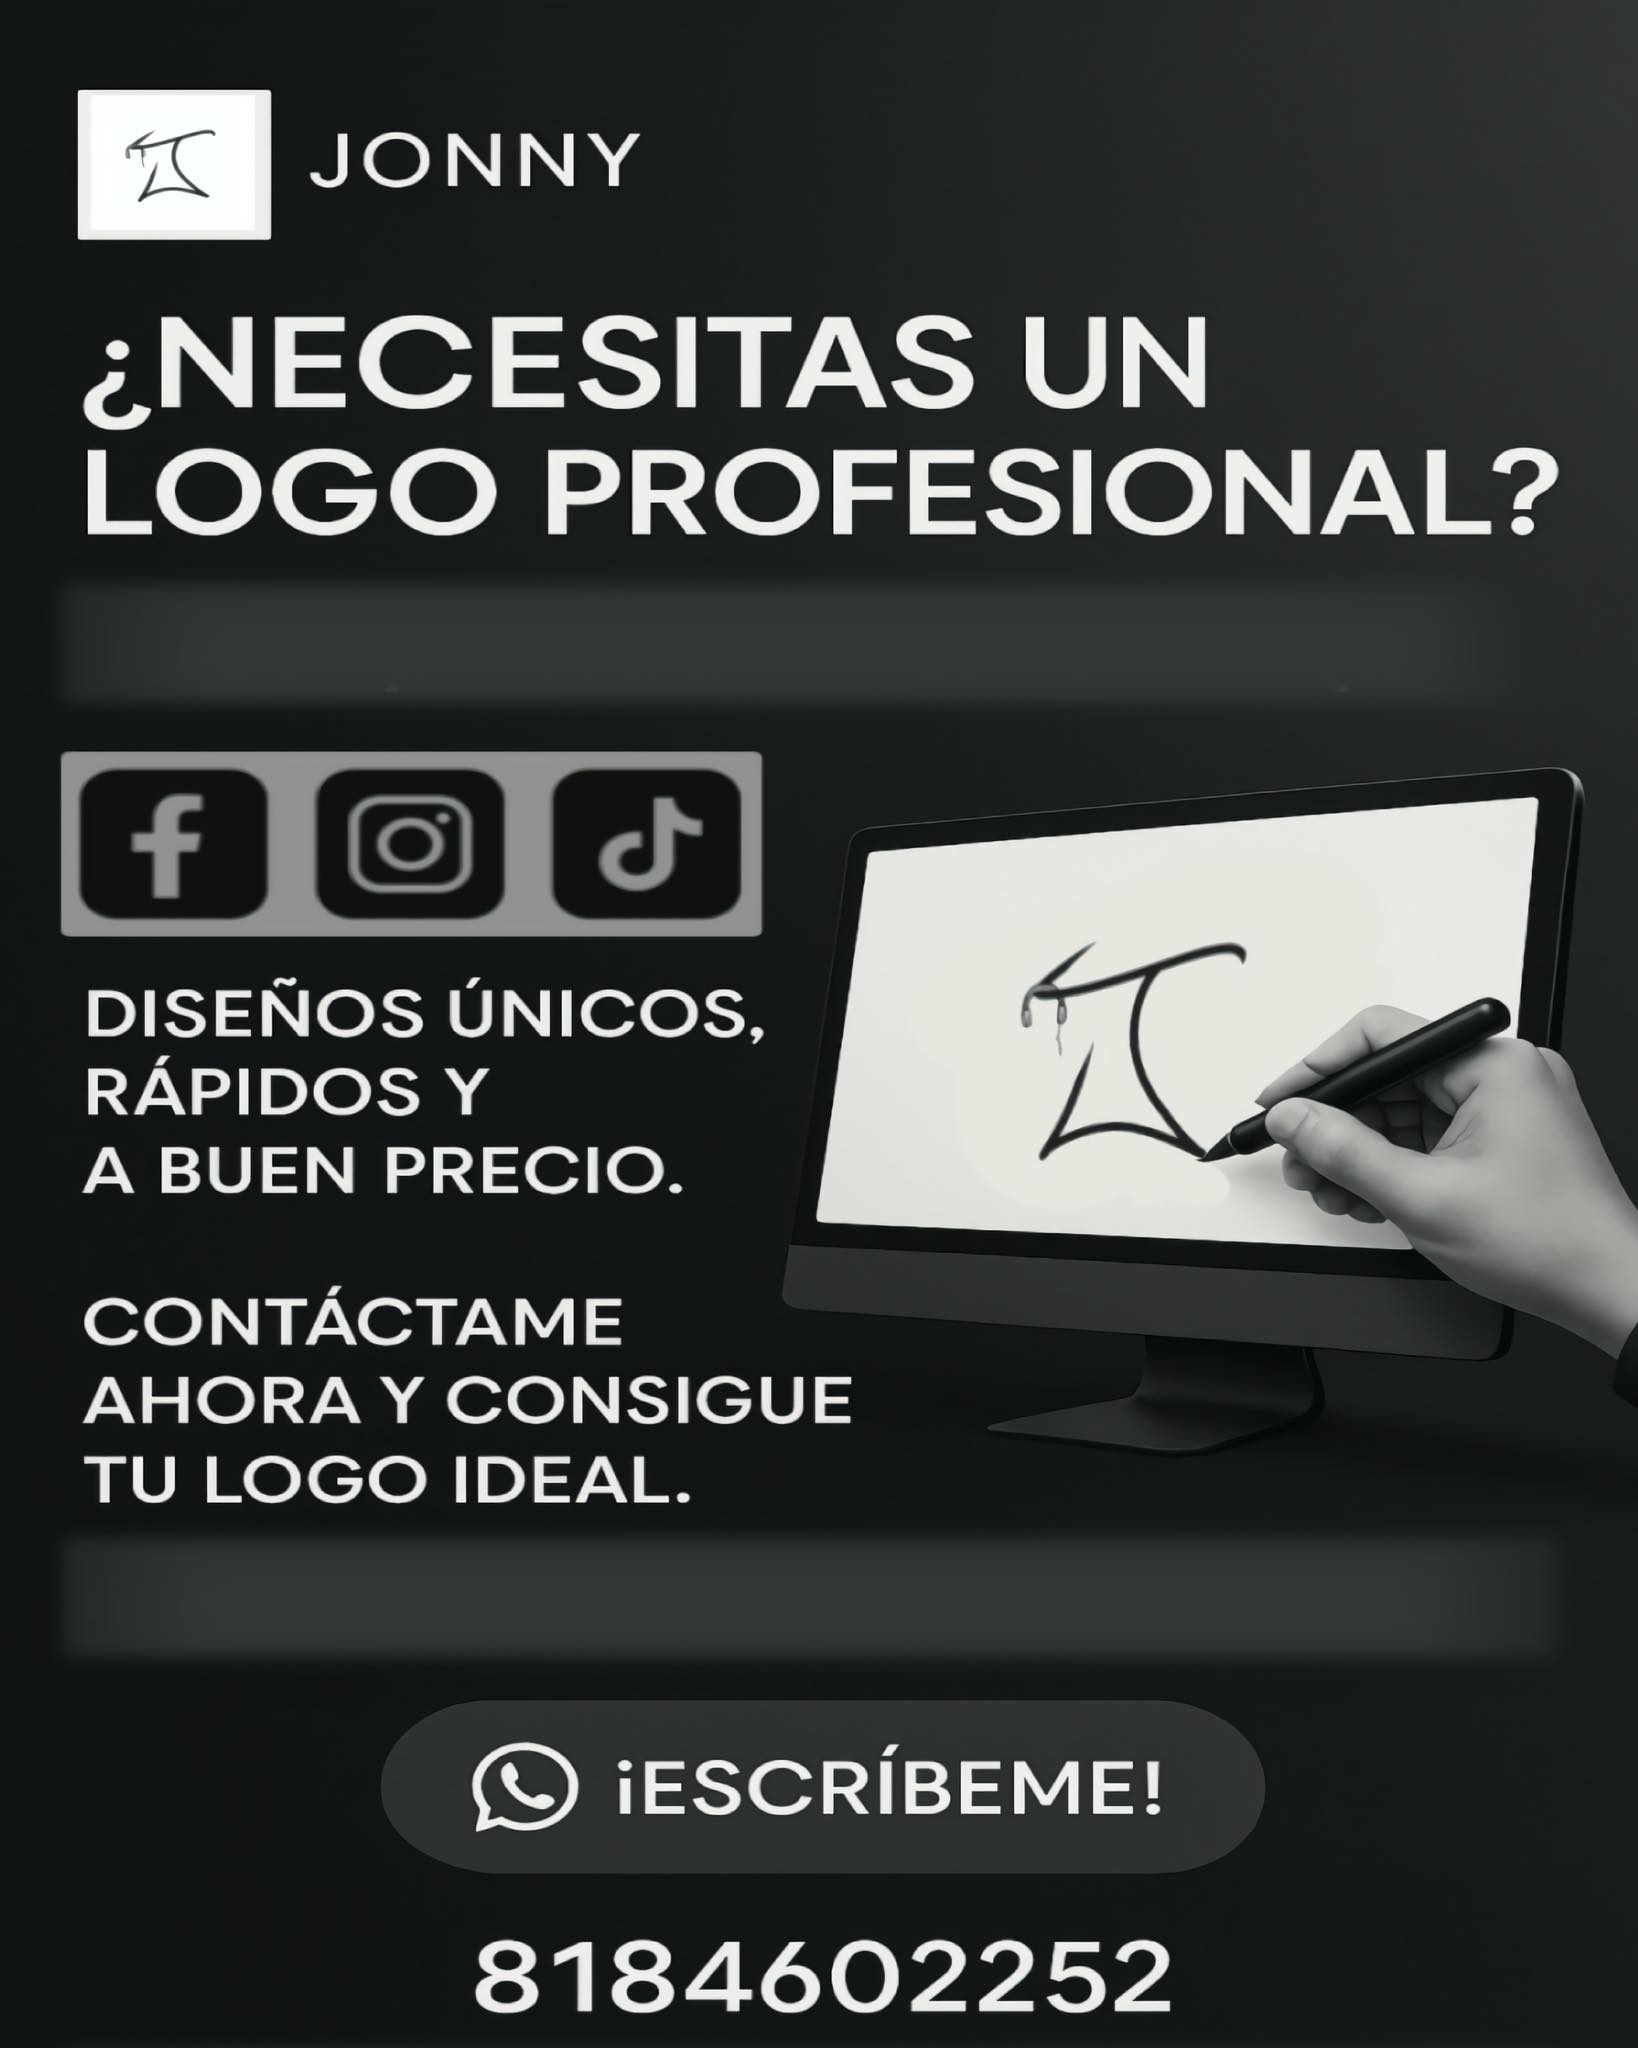 JONNY
¿NECESITAS UN
LOGO PROFESIONAL?
DISEÑOS ÚNICOS,
RÁPIDOS Y
A BUEN PRECIO.
CONTÁCTAME
AHORA Y CONSIGUE
TU LOGO IDEAL.
¡ESCRÍBEME!
8184602252